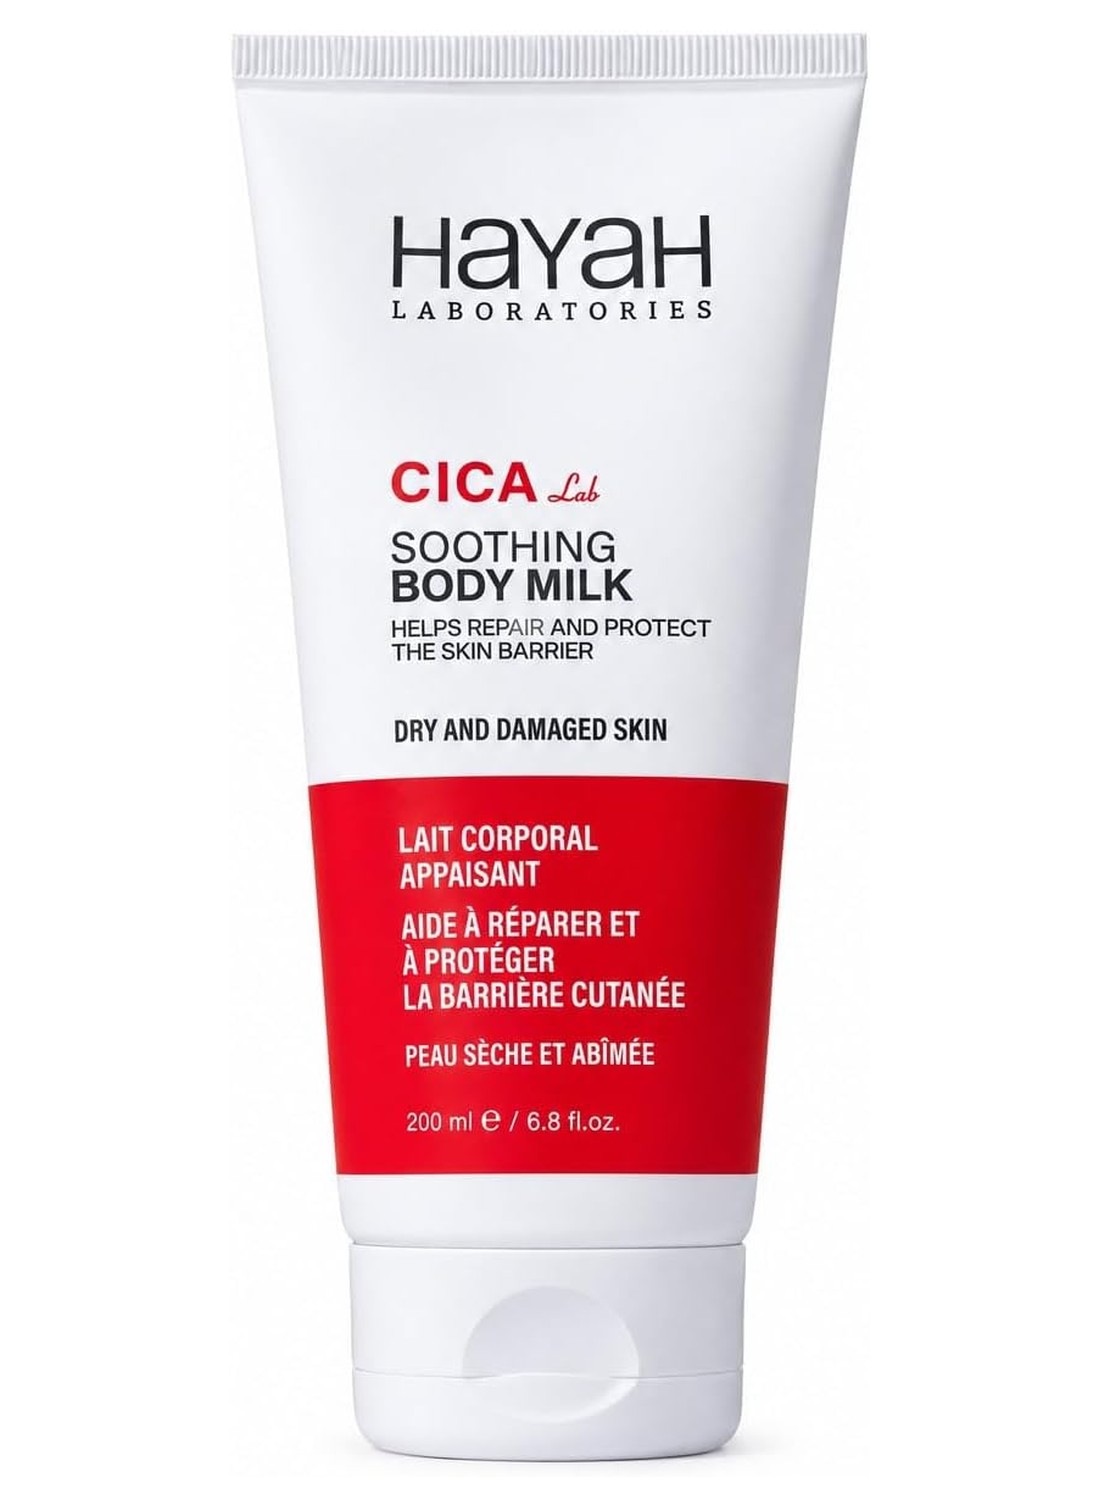 HaYaH
LABORATORIES
CICA Lab
SOOTHING
BODY MILK
HELPS REPAIR AND PROTECT
THE SKIN BARRIER
DRY AND DAMAGED SKIN
LAIT CORPORAL
APPAISANT
AIDE À RÉPARER ET
À PROTÉGER
LA BARRIÈRE CUTANÉE
PEAU SÈCHE ET ABÎMÉE
200 ml ℮ / 6.8 fl.oz.